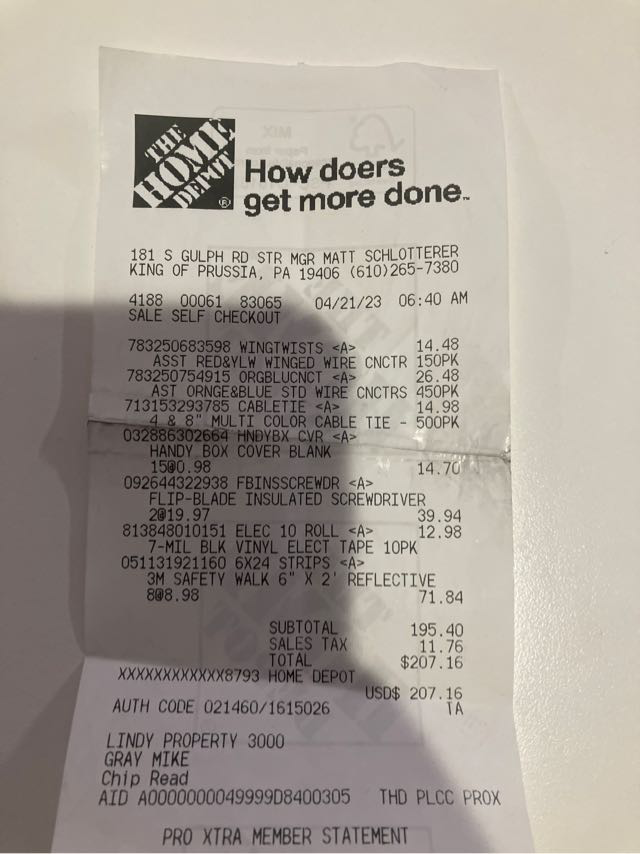 THE
HOME
DEPOT
®
How doers
get more done.™
181 S GULPH RD STR MGR MATT SCHLOTTERER
KING OF PRUSSIA, PA 19406 (610)265-7380
4188 00061 83065 04/21/23 06:40 AM
SALE SELF CHECKOUT
783250683598 WINGTWISTS <A> 14.48
ASST RED&YLW WINGED WIRE CNCTR 150PK
783250754915 ORGBLUCNCT <A> 26.48
AST ORNGE&BLUE STD WIRE CNCTRS 450PK
713153293785 CABLETIE <A> 14.98
4 & 8" MULTI COLOR CABLE TIE - 500PK
032886302664 HNDYBX CVR <A>
HANDY BOX COVER BLANK
15@0.98 14.70
092644322938 FBINSSCREWDR <A>
FLIP-BLADE INSULATED SCREWDRIVER
2@19.97 39.94
813848010151 ELEC 10 ROLL <A> 12.98
7-MIL BLK VINYL ELECT TAPE 10PK
051131921160 6X24 STRIPS <A>
3M SAFETY WALK 6" X 2' REFLECTIVE
8@8.98 71.84
SUBTOTAL 195.40
SALES TAX 11.76
TOTAL $207.16
XXXXXXXXXXXX8793 HOME DEPOT
USD$ 207.16
AUTH CODE 021460/1615026 TA
LINDY PROPERTY 3000
GRAY MIKE
Chip Read
AID A0000000049999D8400305 THD PLCC PROX
PRO XTRA MEMBER STATEMENT